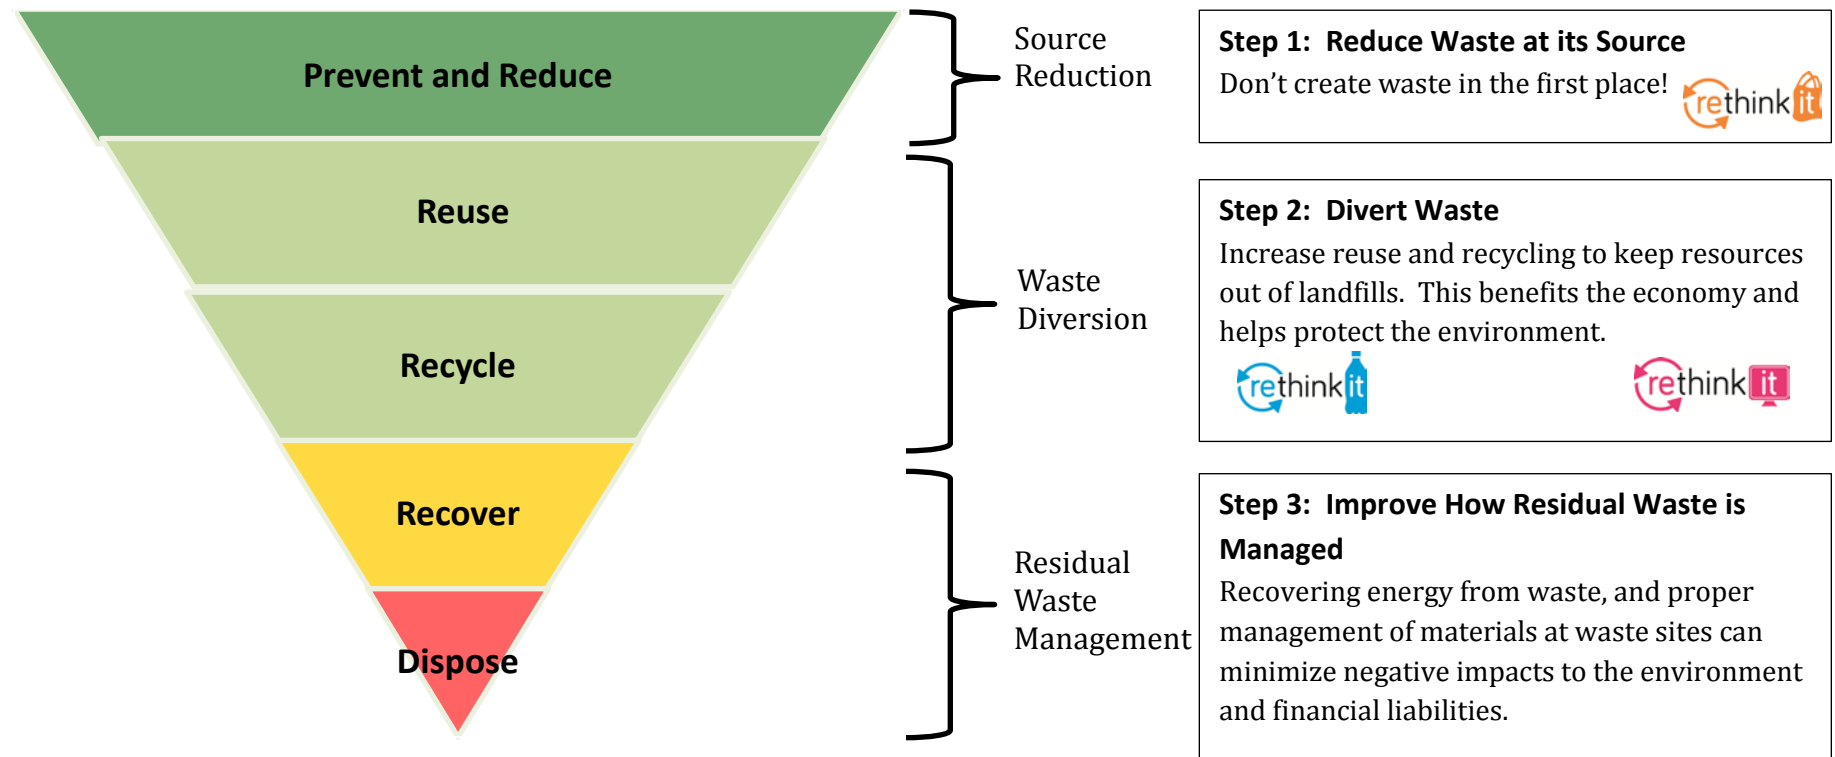 Prevent and Reduce
Reuse
Recycle
Recover
Dispose
Source
Reduction
Waste
Diversion
Residual
Waste
Management
Step 1:  Reduce Waste at its Source
Don’t create waste in the first place!
rethink it
Step 2:  Divert Waste
Increase reuse and recycling to keep resources
out of landfills.  This benefits the economy and
helps protect the environment.
rethink it
rethink it
Step 3:  Improve How Residual Waste is
Managed
Recovering energy from waste, and proper
management of materials at waste sites can
minimize negative impacts to the environment
and financial liabilities.